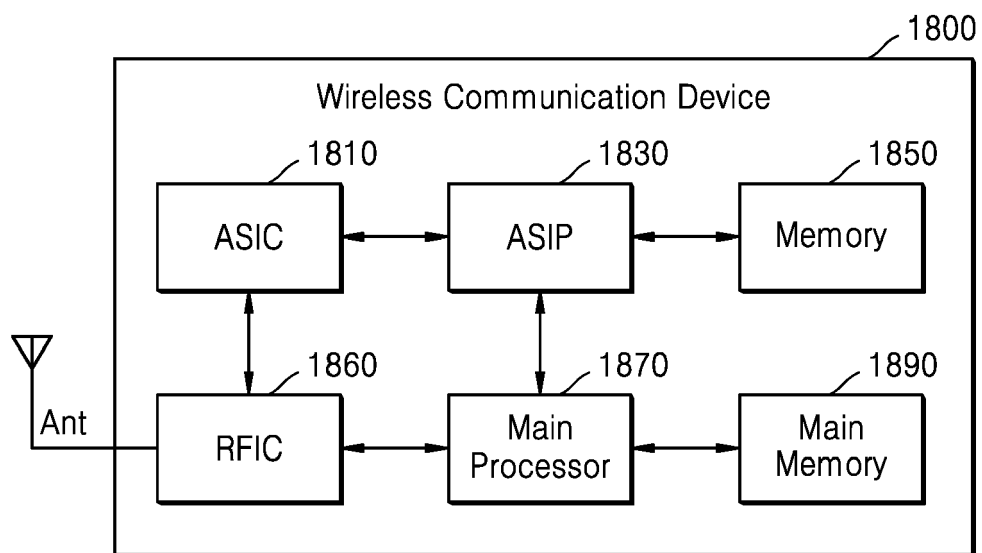 1800
Wireless Communication Device
1810
1830
1850
ASIC
ASIP
Memory
1860
1870
1890
Ant
RFIC
Main
Processor
Main
Memory